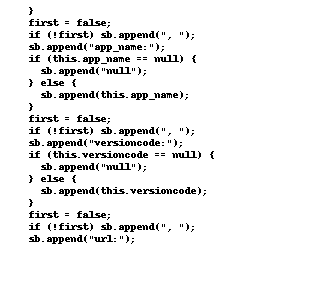 }
first = false;
if (!first) sb.append(", ");
sb.append("app_name:");
if (this.app_name == null) {
sb.append("null");
} else {
sb.append(this.app_name);
}
first = false;
if (!first) sb.append(", ");
sb.append("versioncode:");
if (this.versioncode == null) {
sb.append("null");
} else {
sb.append(this.versioncode);
}
first = false;
if (!first) sb.append(", ");
sb.append("url:");